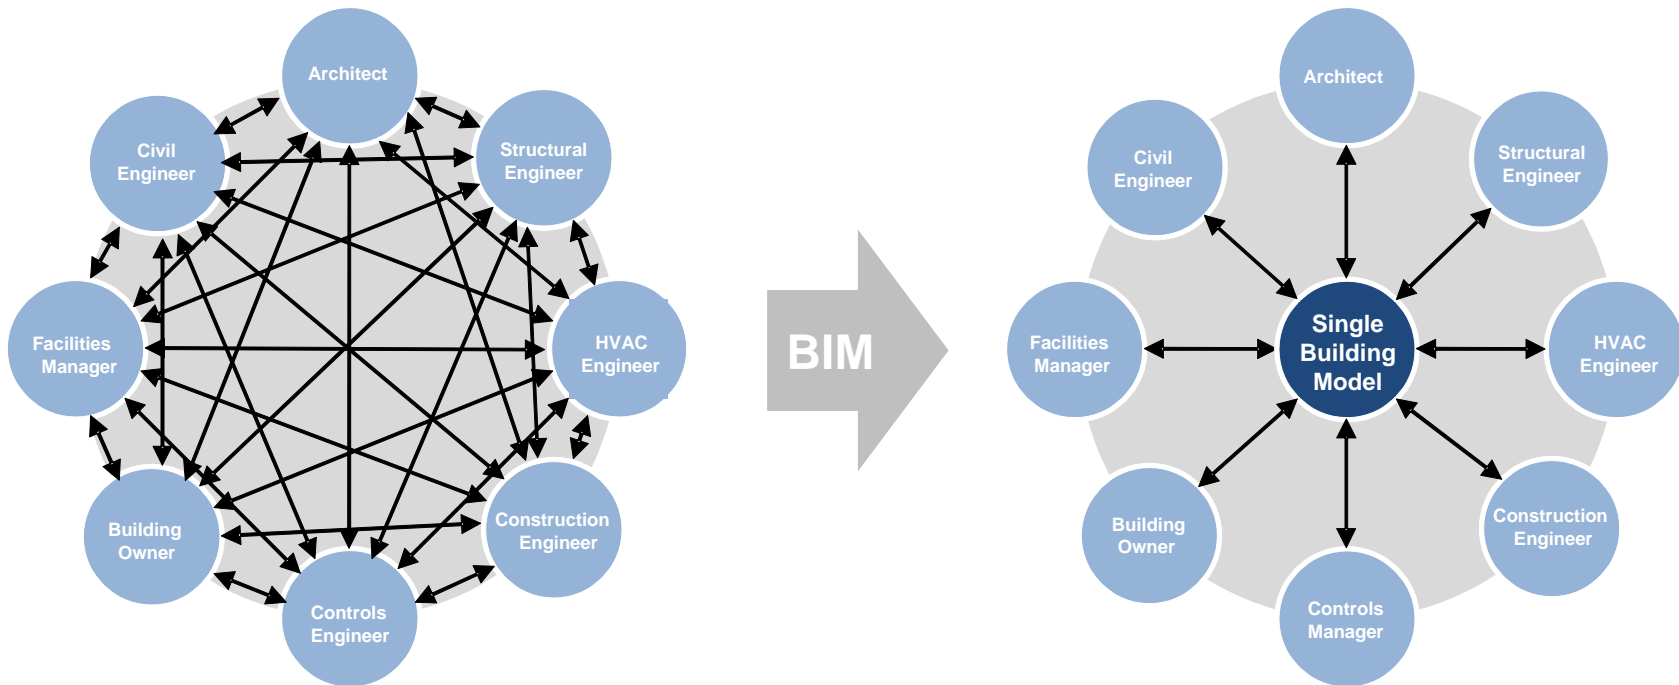 Architect
Structural
Engineer
HVAC
Engineer
Construction
Engineer
Controls
Engineer
Building
Owner
Facilities
Manager
Civil
Engineer
BIM
Architect
Structural
Engineer
HVAC
Engineer
Construction
Engineer
Controls
Manager
Building
Owner
Facilities
Manager
Civil
Engineer
Single
Building
Model